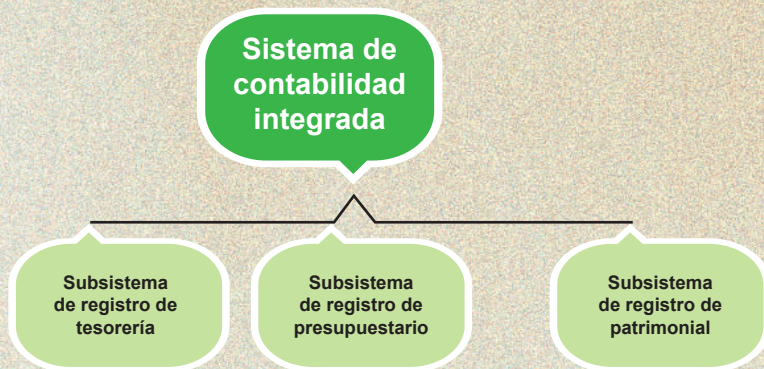 Sistema de
contabilidad
integrada
Subsistema
de registro de
tesorería
Subsistema
de registro de
presupuestario
Subsistema
de registro de
patrimonial